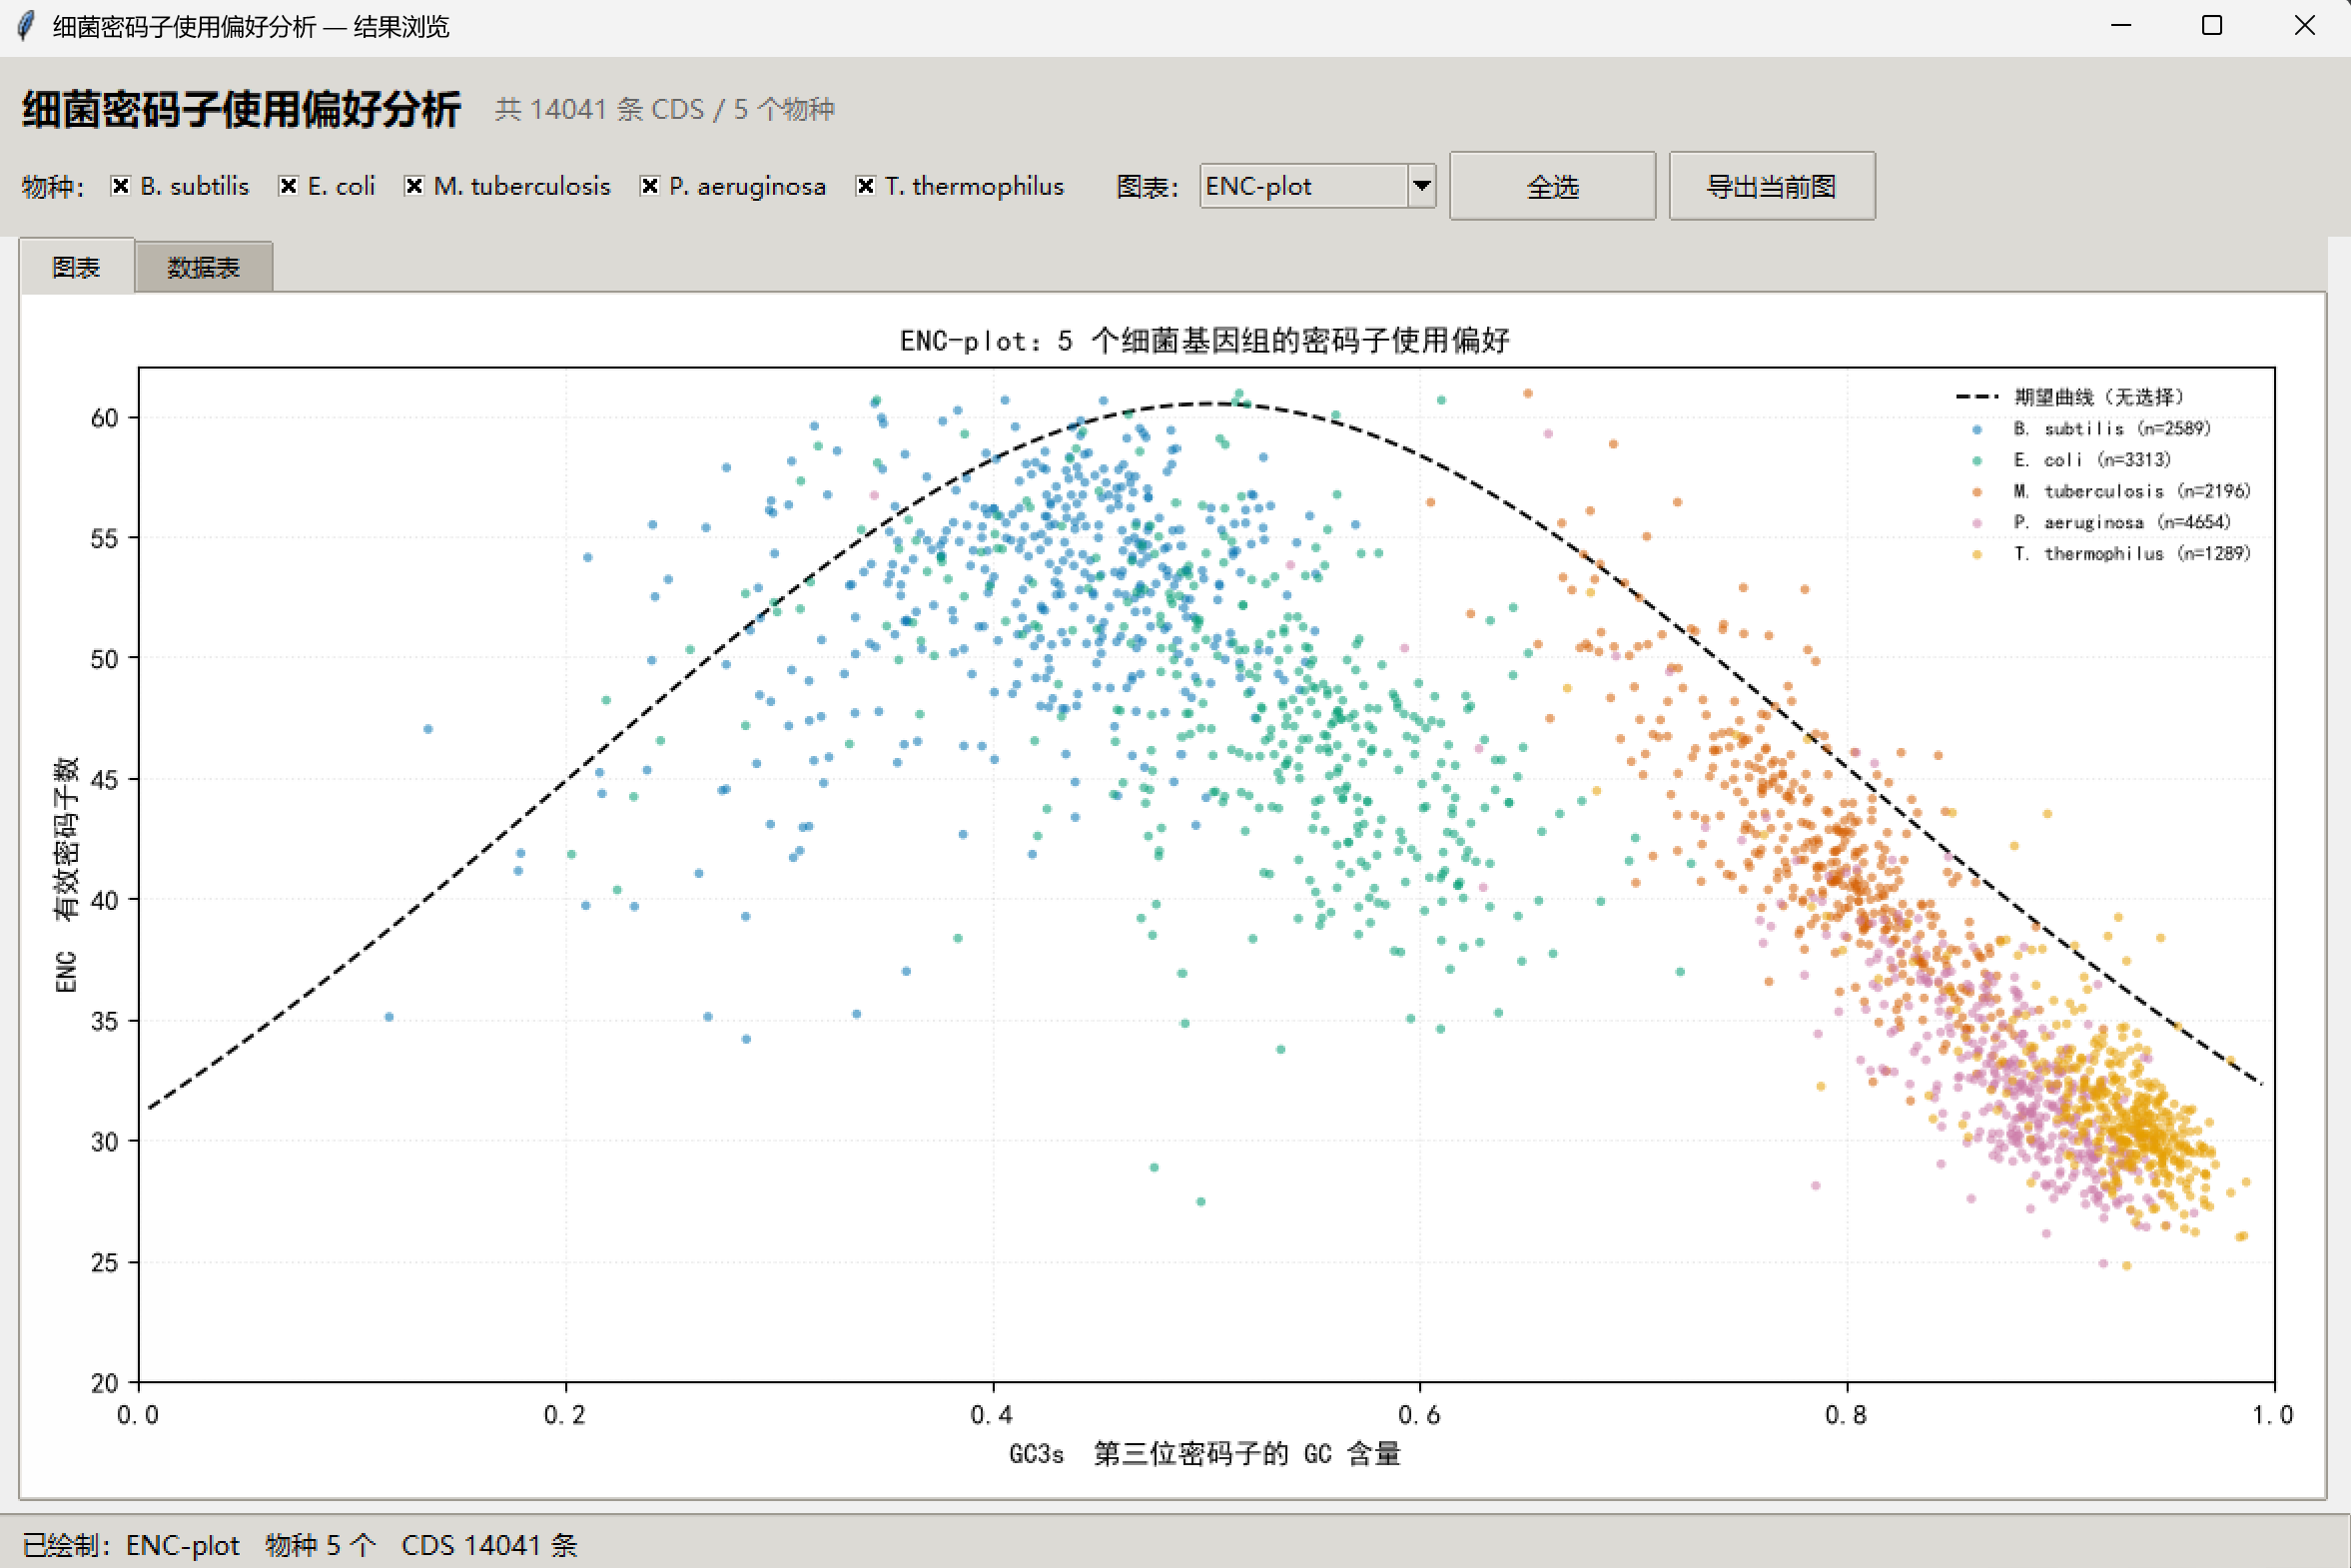 细菌密码子使用偏好分析 — 结果浏览
细菌密码子使用偏好分析 共 14041 条 CDS / 5 个物种
物种： B. subtilis E. coli M. tuberculosis P. aeruginosa T. thermophilus 图表： ENC-plot 全选 导出当前图
图表 数据表
ENC-plot：5 个细菌基因组的密码子使用偏好
期望曲线（无选择）
B. subtilis (n=2589)
E. coli (n=3313)
M. tuberculosis (n=2196)
P. aeruginosa (n=4654)
T. thermophilus (n=1289)
ENC 有效密码子数
60
55
50
45
40
35
30
25
20
0.0 0.2 0.4 0.6 0.8 1.0
GC3s 第三位密码子的 GC 含量
已绘制：ENC-plot 物种 5 个 CDS 14041 条